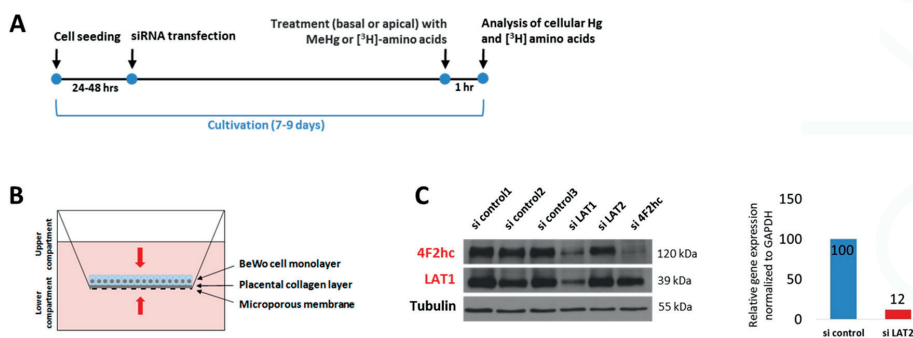 A
Cell seeding
siRNA transfection
Treatment (basal or apical) with
MeHg or [³H]-amino acids
Analysis of cellular Hg
and [³H] amino acids
24-48 hrs
1 hr
Cultivation (7-9 days)
B
Upper
compartment
Lower
compartment
BeWo cell monolayer
Placental collagen layer
Microporous membrane
C
si control1
si control2
si control3
si LAT1
si LAT2
si 4F2hc
4F2hc
120 kDa
LAT1
39 kDa
Tubulin
55 kDa
Relative gene expression
normalized to GAPDH
150
100
50
0
100
12
si control
si LAT2